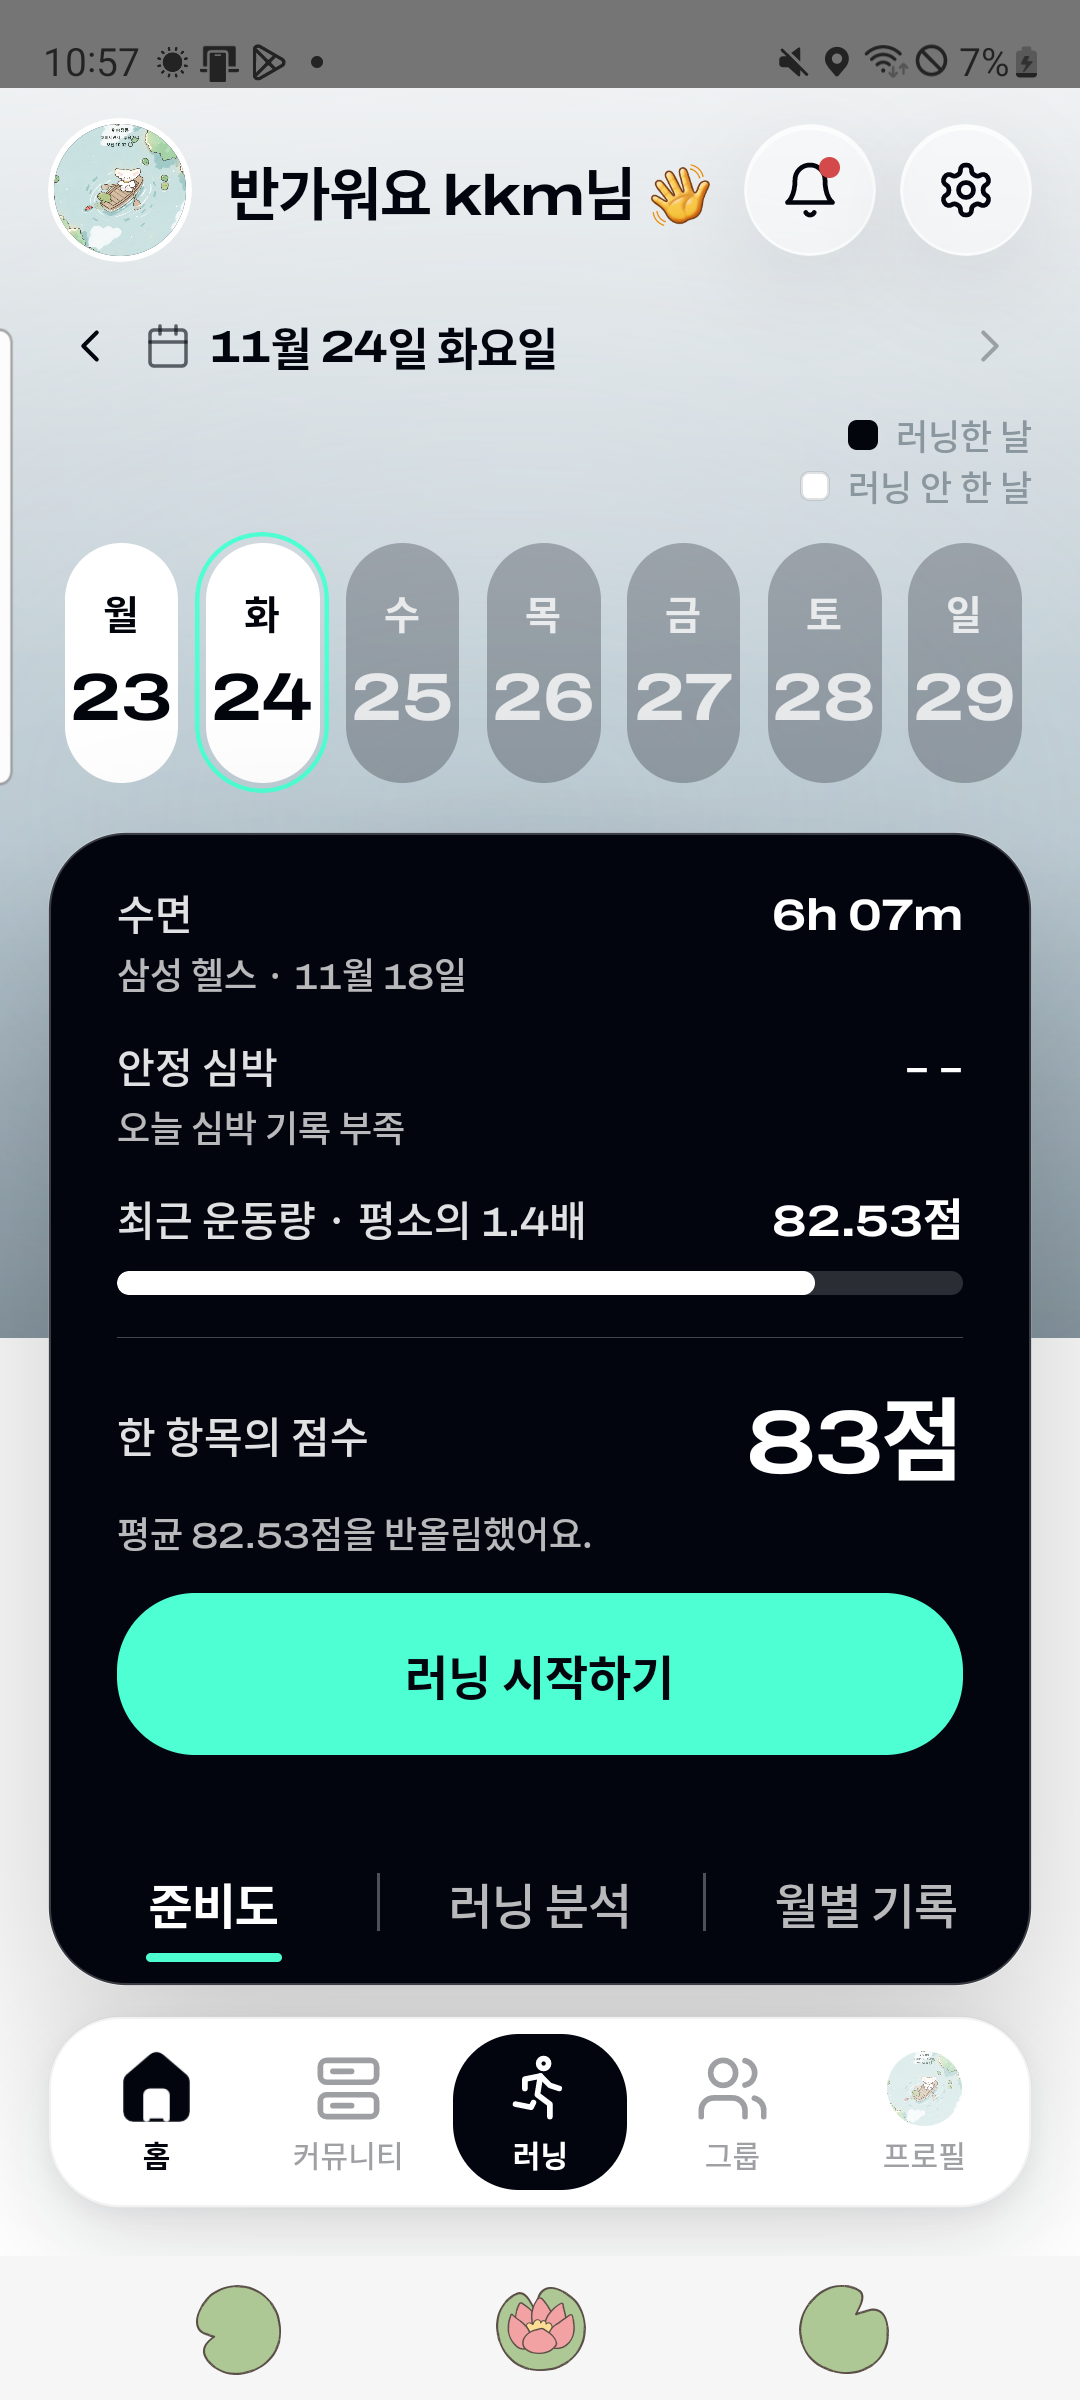 10:57
7%
반가워요 kkm님 👋
11월 24일 화요일
러닝한 날
러닝 안 한 날
월 화 수 목 금 토 일
23 24 25 26 27 28 29
수면 6h 07m
삼성 헬스 · 11월 18일
안정 심박 – –
오늘 심박 기록 부족
최근 운동량 · 평소의 1.4배 82.53점
한 항목의 점수 83점
평균 82.53점을 반올림했어요.
러닝 시작하기
준비도 러닝 분석 월별 기록
홈 커뮤니티 러닝 그룹 프로필